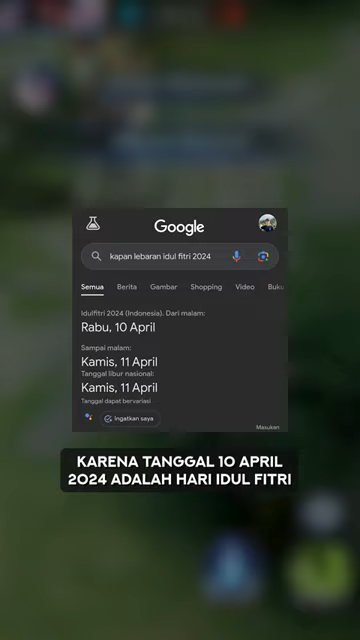 Google
kapan lebaran idul fitri 2024
Semua Berita Gambar Shopping Video Buku
Idulfitri 2024 (Indonesia). Dari malam:
Rabu, 10 April
Sampai malam:
Kamis, 11 April
Tanggal libur nasional:
Kamis, 11 April
Tanggal dapat bervariasi
Ingatkan saya
Masukan
KARENA TANGGAL 10 APRIL
2024 ADALAH HARI IDUL FITRI